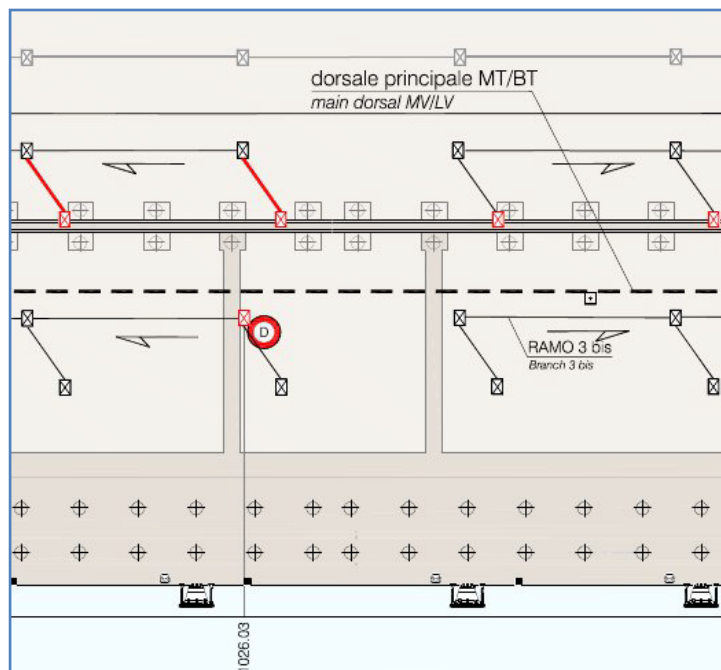 dorsale principale MT/BT
main dorsal MV/LV
D
RAMO 3 bis
Branch 3 bis
1026.03